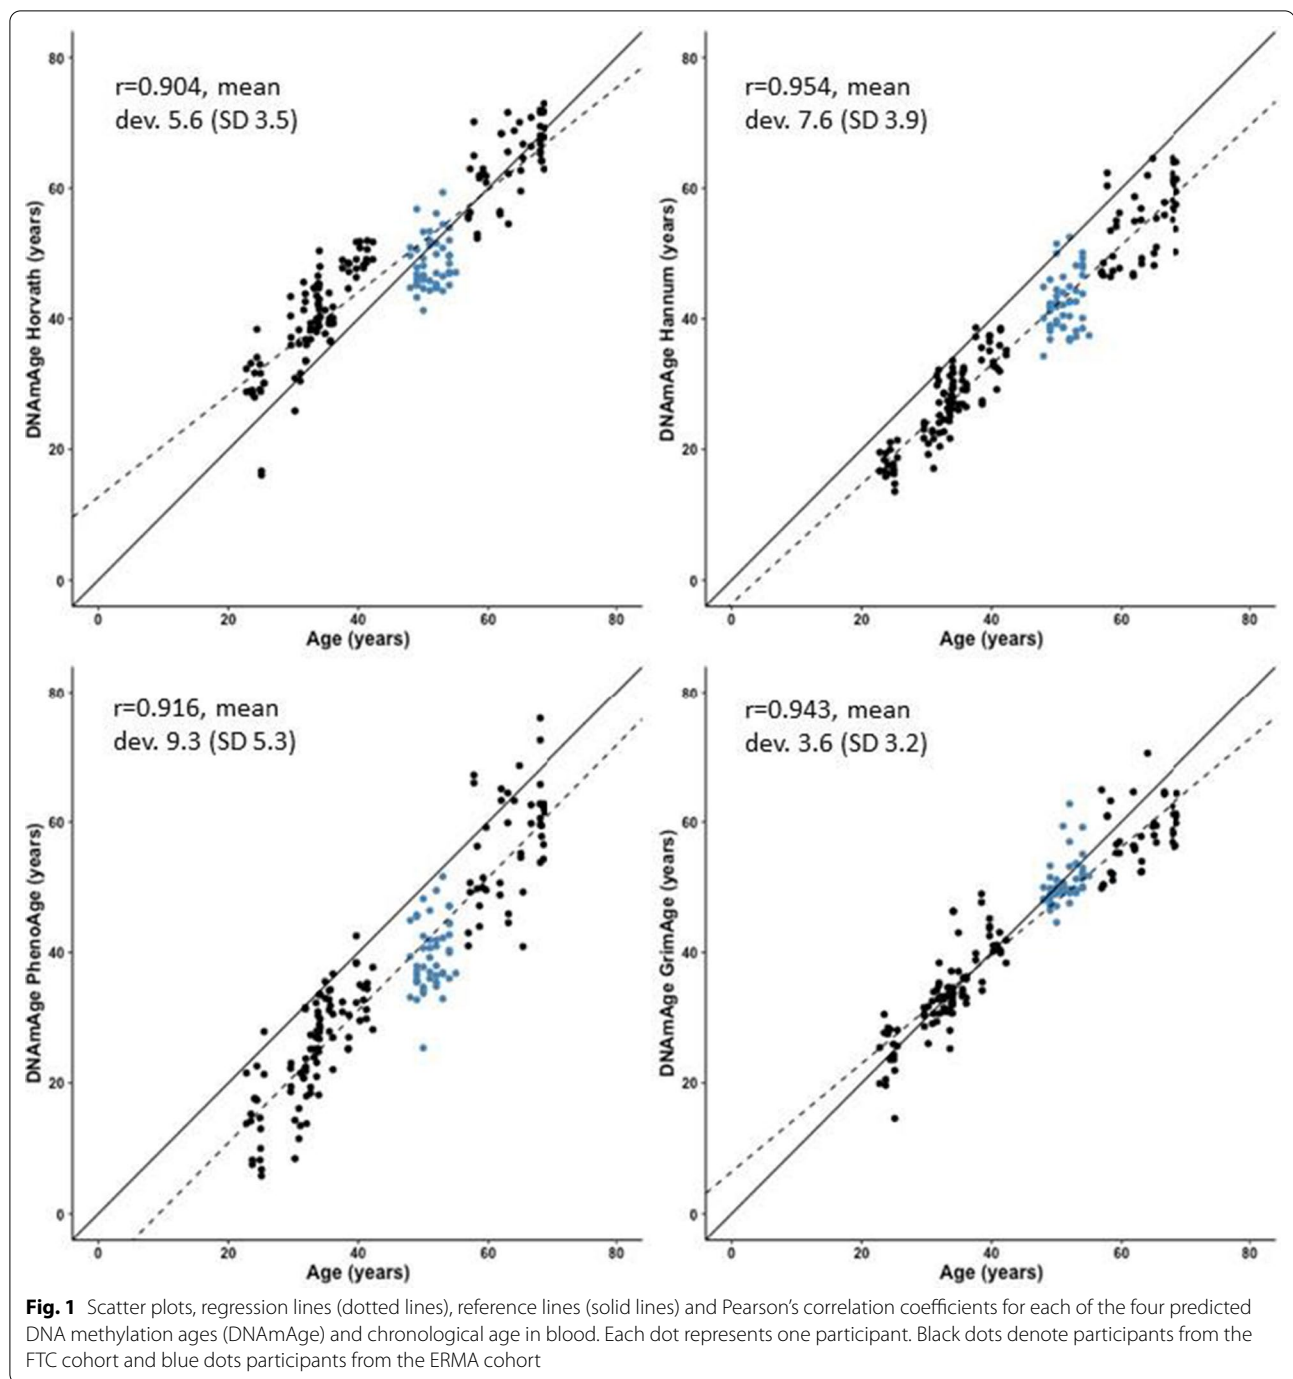 80
60
40
20
0
DNAmAge Horvath (years)
r=0.904, mean
dev. 5.6 (SD 3.5)
0 20 40 60 80
Age (years)
80
60
40
20
0
DNAmAge Hannum (years)
r=0.954, mean
dev. 7.6 (SD 3.9)
0 20 40 60 80
Age (years)
80
60
40
20
0
DNAmAge PhenoAge (years)
r=0.916, mean
dev. 9.3 (SD 5.3)
0 20 40 60 80
Age (years)
80
60
40
20
0
DNAmAge GrimAge (years)
r=0.943, mean
dev. 3.6 (SD 3.2)
0 20 40 60 80
Age (years)
Fig. 1 Scatter plots, regression lines (dotted lines), reference lines (solid lines) and Pearson’s correlation coefficients for each of the four predicted
DNA methylation ages (DNAmAge) and chronological age in blood. Each dot represents one participant. Black dots denote participants from the
FTC cohort and blue dots participants from the ERMA cohort